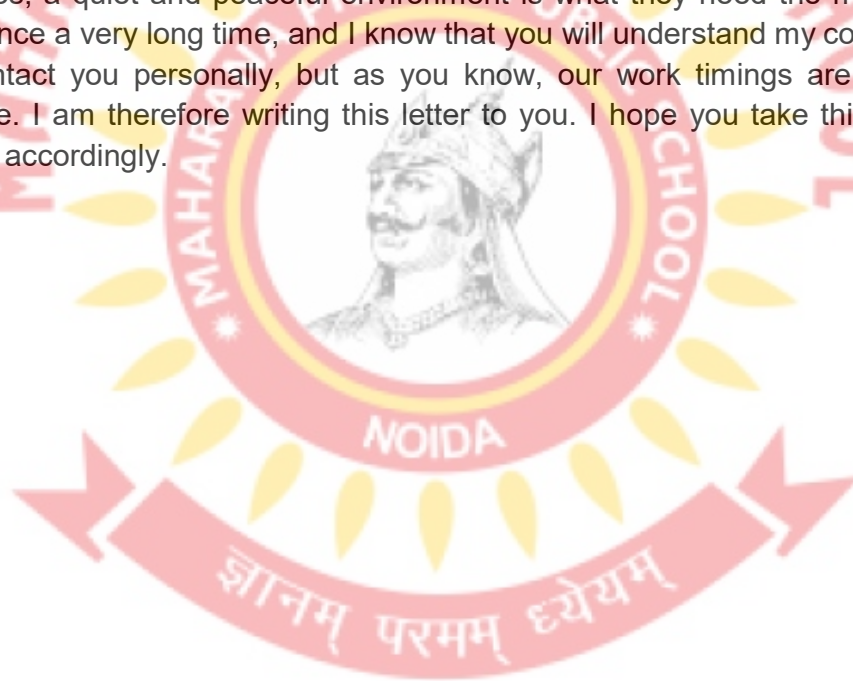 a quiet and peaceful environment is what they need the
nce a very long time, and I know that you will understand my co
ntact you personally, but as you know, our work timings are
e. I am therefore writing this letter to you. I hope you take thi
accordingly.
MAHARA
SCHOOL
NOIDA
ज्ञानम् परमम् ध्येयम्